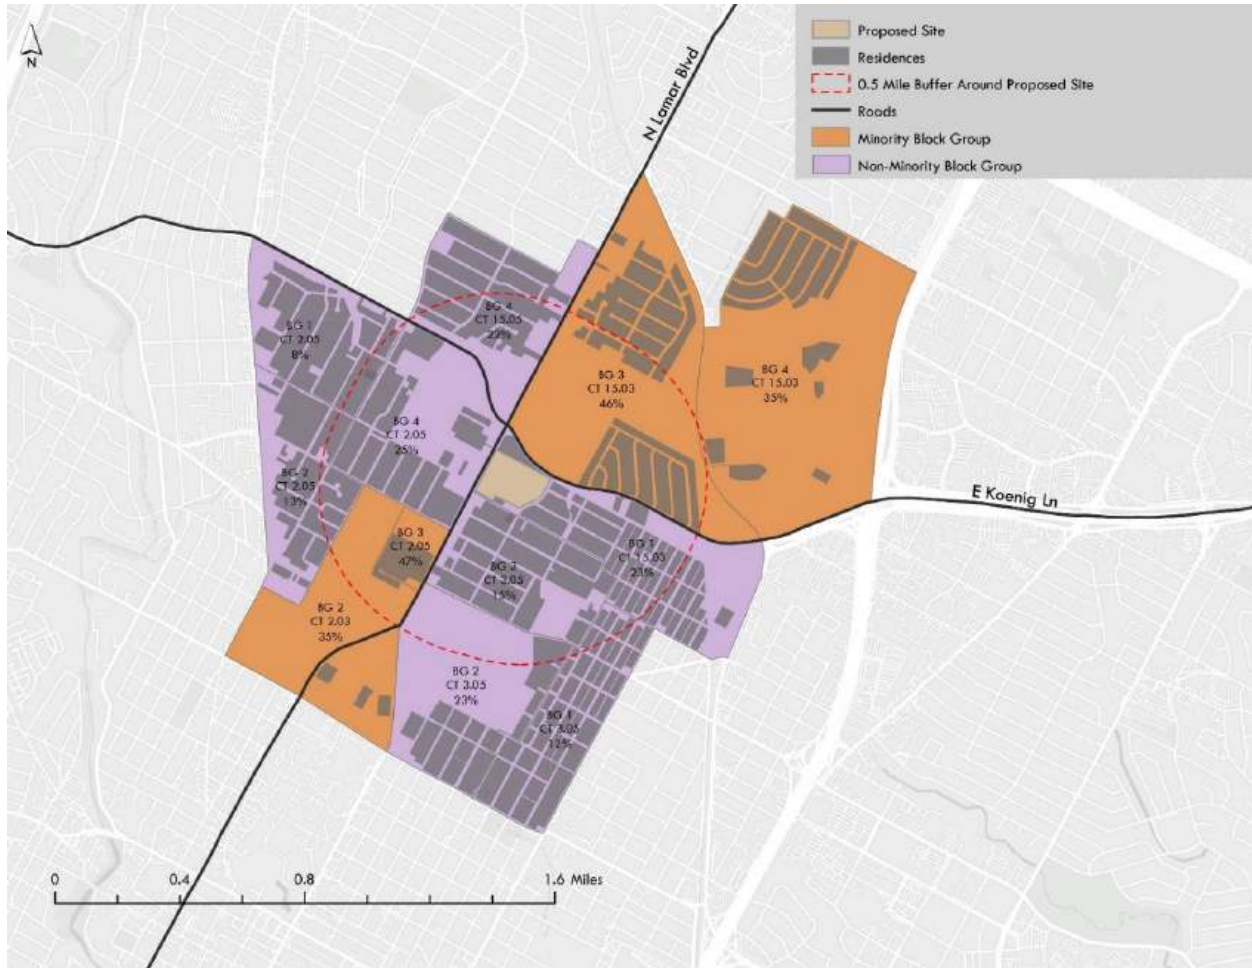 Proposed Site
Residences
0.5 Mile Buffer Around Proposed Site
Roads
Minority Block Group
Non-Minority Block Group
N
N Lamar Blvd
BG 4
CT 15.05
22%
BG 1
CT 2.05
8%
BG 3
CT 15.03
46%
BG 4
CT 15.03
35%
BG 4
CT 2.05
25%
BG 2
CT 2.05
13%
E Koenig Ln
BG 3
CT 2.05
47%
BG 1
CT 15.03
23%
BG 3
CT 3.05
15%
BG 2
CT 2.03
35%
BG 2
CT 3.05
23%
BG 1
CT 3.05
12%
0
0.4
0.8
1.6 Miles